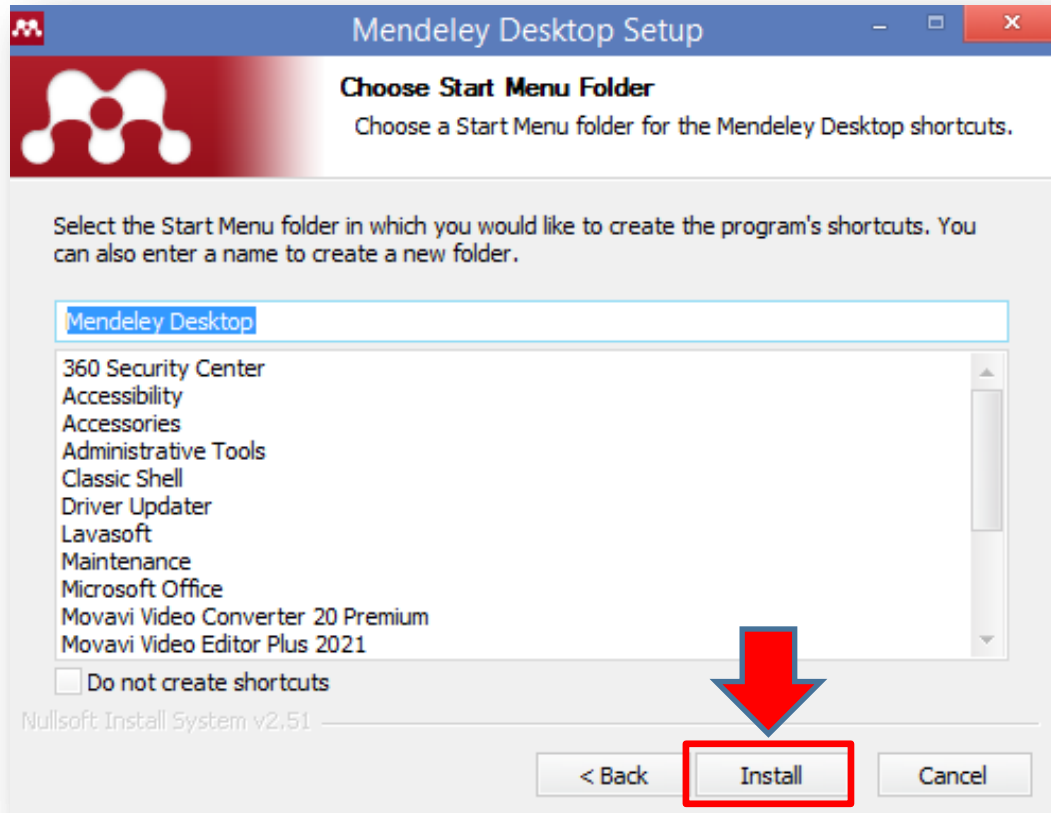 Mendeley Desktop Setup
Choose Start Menu Folder
Choose a Start Menu folder for the Mendeley Desktop shortcuts.
Select the Start Menu folder in which you would like to create the program's shortcuts. You
can also enter a name to create a new folder.
Mendeley Desktop
360 Security Center
Accessibility
Accessories
Administrative Tools
Classic Shell
Driver Updater
Lavasoft
Maintenance
Microsoft Office
Movavi Video Converter 20 Premium
Movavi Video Editor Plus 2021
Do not create shortcuts
Nullsoft Install System v2.51
< Back Install Cancel